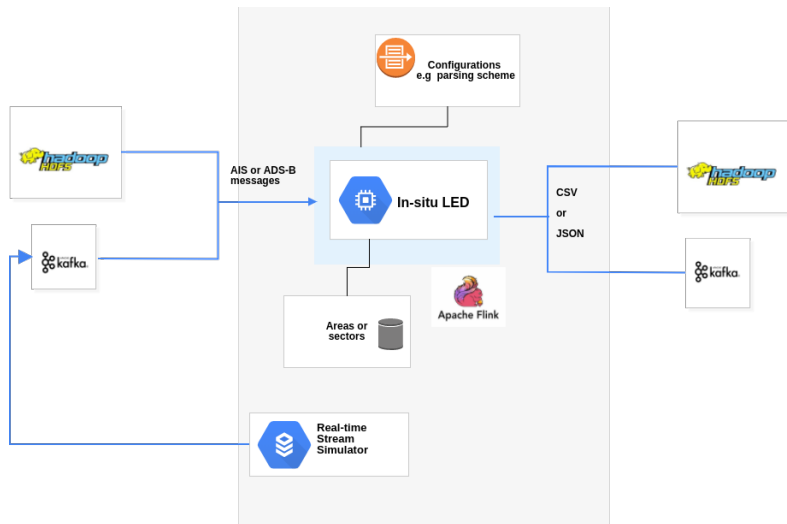 Configurations
e.g parsing scheme
hadoop
HDFS
AIS or ADS-B
messages
In-situ LED
CSV
or
JSON
hadoop
HDFS
kafka
kafka
Apache Flink
Areas or
sectors
Real-time
Stream
Simulator